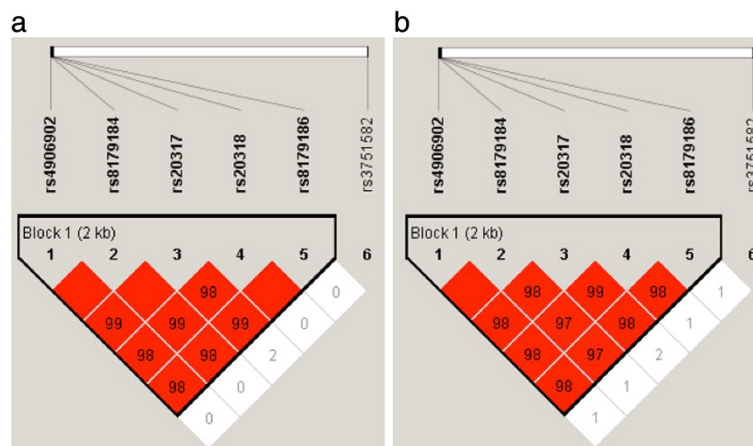 a
rs4906902
rs8179184
rs20317
rs20318
rs8179186
rs3751582
Block 1 (2 kb)
1 2 3 4 5 6
98 0
99 99 99 0
98 98 2
98 0
0
b
rs4906902
rs8179184
rs20317
rs20318
rs8179186
rs3751582
Block 1 (2 kb)
1 2 3 4 5 6
98 99 98 1
98 97 98 1
98 97 2
98 1
1